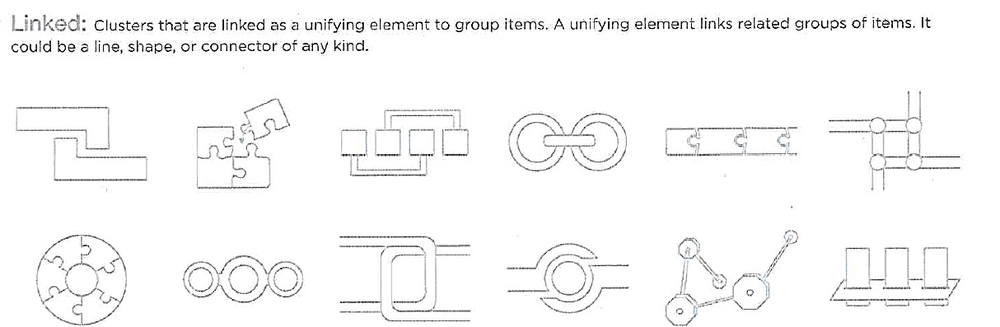 Linked: Clusters that are linked as a unifying element to group items. A unifying element links related groups of items. It
could be a line, shape, or connector of any kind.